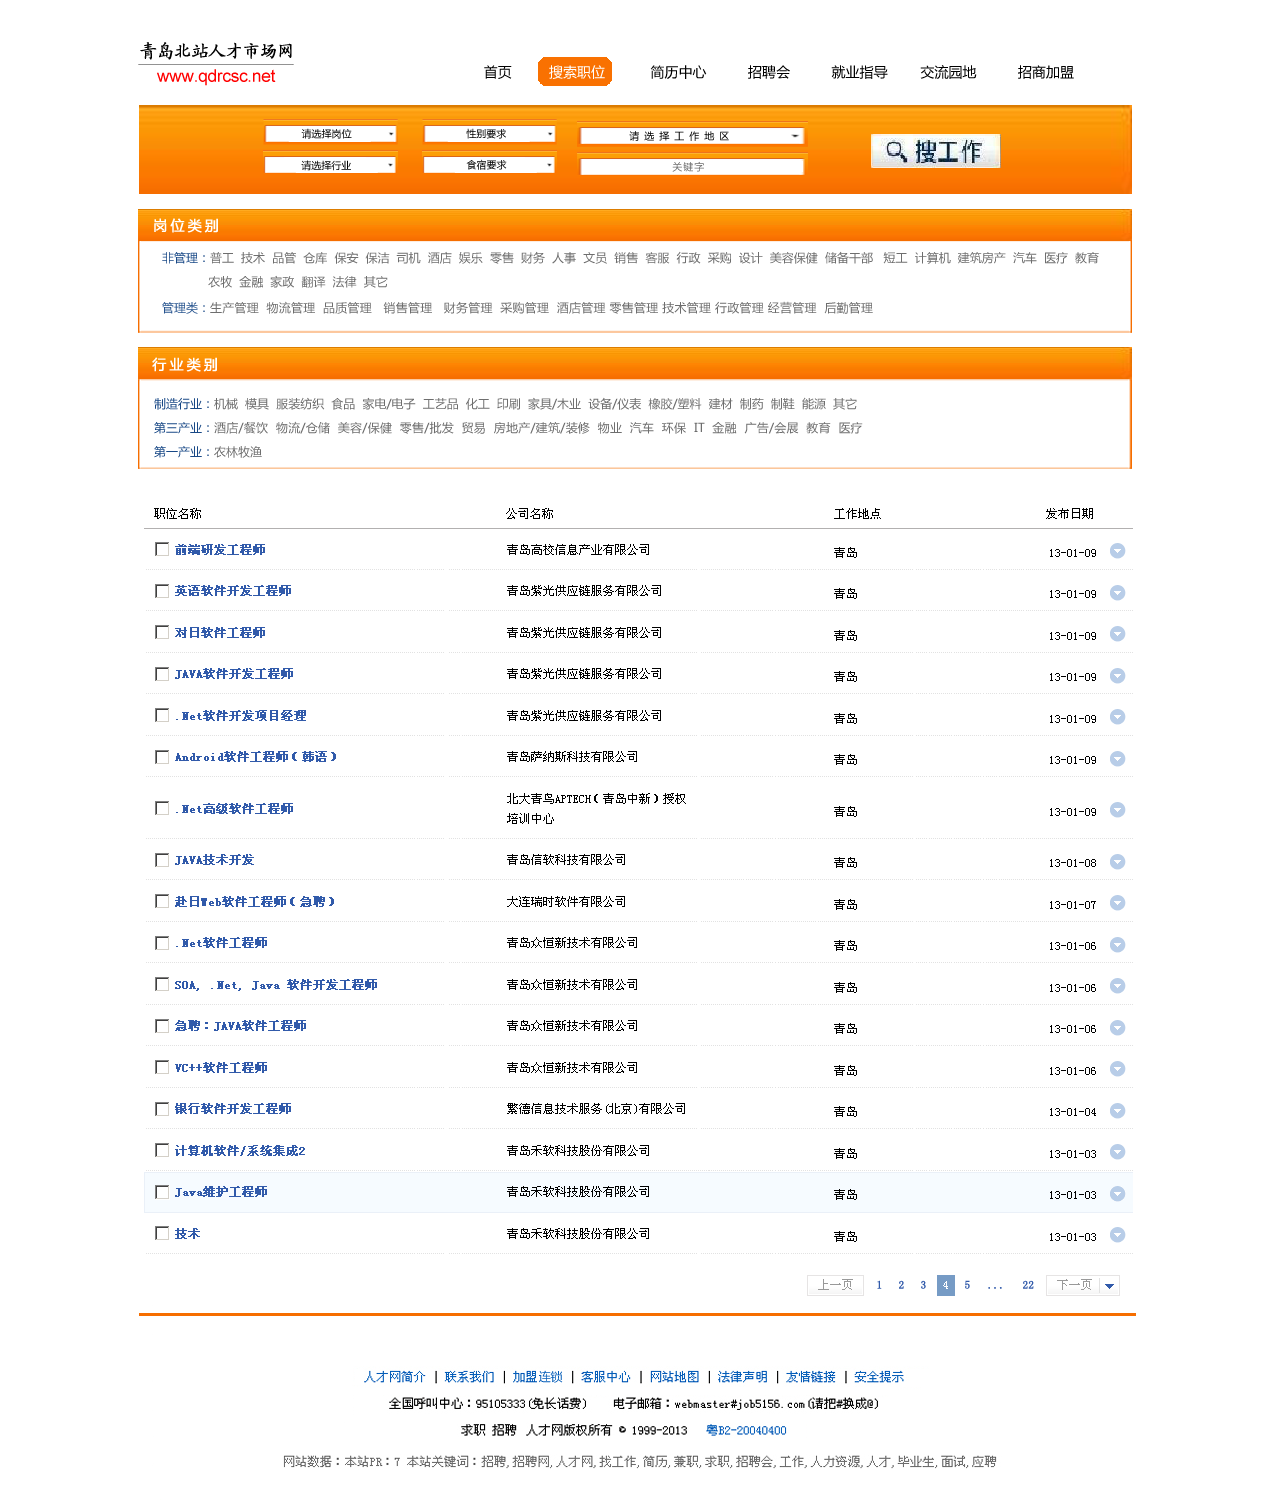 青岛北站人才市场网
www.qdrcsc.net
首页 搜索职位 简历中心 招聘会 就业指导 交流园地 招商加盟
请选择岗位 性别要求 请选择工作地区
搜工作
请选择行业 食宿要求 关键字
岗位类别
非管理：普工 技术 品管 仓库 保安 保洁 司机 酒店 娱乐 零售 财务 人事 文员 销售 客服 行政 采购 设计 美容保健 储备干部 短工 计算机 建筑房产 汽车 医疗 教育
农牧 金融 家政 翻译 法律 其它
管理类：生产管理 物流管理 品质管理 销售管理 财务管理 采购管理 酒店管理 零售管理 技术管理 行政管理 经营管理 后勤管理
行业类别
制造行业：机械 模具 服装纺织 食品 家电/电子 工艺品 化工 印刷 家具/木业 设备/仪表 橡胶/塑料 建材 制药 制鞋 能源 其它
第三产业：酒店/餐饮 物流/仓储 美容/保健 零售/批发 贸易 房地产/建筑/装修 物业 汽车 环保 IT 金融 广告/会展 教育 医疗
第一产业：农林牧渔
职位名称 公司名称 工作地点 发布日期
前端研发工程师 青岛高校信息产业有限公司 青岛 13-01-09
英语软件开发工程师 青岛紫光供应链服务有限公司 青岛 13-01-09
对日软件工程师 青岛紫光供应链服务有限公司 青岛 13-01-09
JAVA软件开发工程师 青岛紫光供应链服务有限公司 青岛 13-01-09
.Net软件开发项目经理 青岛紫光供应链服务有限公司 青岛 13-01-09
Android软件工程师（韩语） 青岛萨纳斯科技有限公司 青岛 13-01-09
.Net高级软件工程师 北大青鸟APTECH（青岛中新）授权 青岛 13-01-09
培训中心
JAVA技术开发 青岛信软科技有限公司 青岛 13-01-08
赴日Web软件工程师（急聘） 大连瑞时软件有限公司 青岛 13-01-07
.Net软件工程师 青岛众恒新技术有限公司 青岛 13-01-06
SOA, .Net, Java 软件开发工程师 青岛众恒新技术有限公司 青岛 13-01-06
急聘：JAVA软件工程师 青岛众恒新技术有限公司 青岛 13-01-06
VC++软件工程师 青岛众恒新技术有限公司 青岛 13-01-06
银行软件开发工程师 繁德信息技术服务(北京)有限公司 青岛 13-01-04
计算机软件/系统集成2 青岛禾软科技股份有限公司 青岛 13-01-03
Java维护工程师 青岛禾软科技股份有限公司 青岛 13-01-03
技术 青岛禾软科技股份有限公司 青岛 13-01-03
上一页 1 2 3 4 5 ... 22 下一页
人才网简介 | 联系我们 | 加盟连锁 | 客服中心 | 网站地图 | 法律声明 | 友情链接 | 安全提示
全国呼叫中心：95105333(免长话费) 电子邮箱：webmaster#job5156.com(请把#换成@)
求职 招聘 人才网版权所有 © 1999-2013 粤B2-20040400
网站数据：本站PR：7 本站关键词：招聘,招聘网,人才网,找工作,简历,兼职,求职,招聘会,工作,人力资源,人才,毕业生,面试,应聘